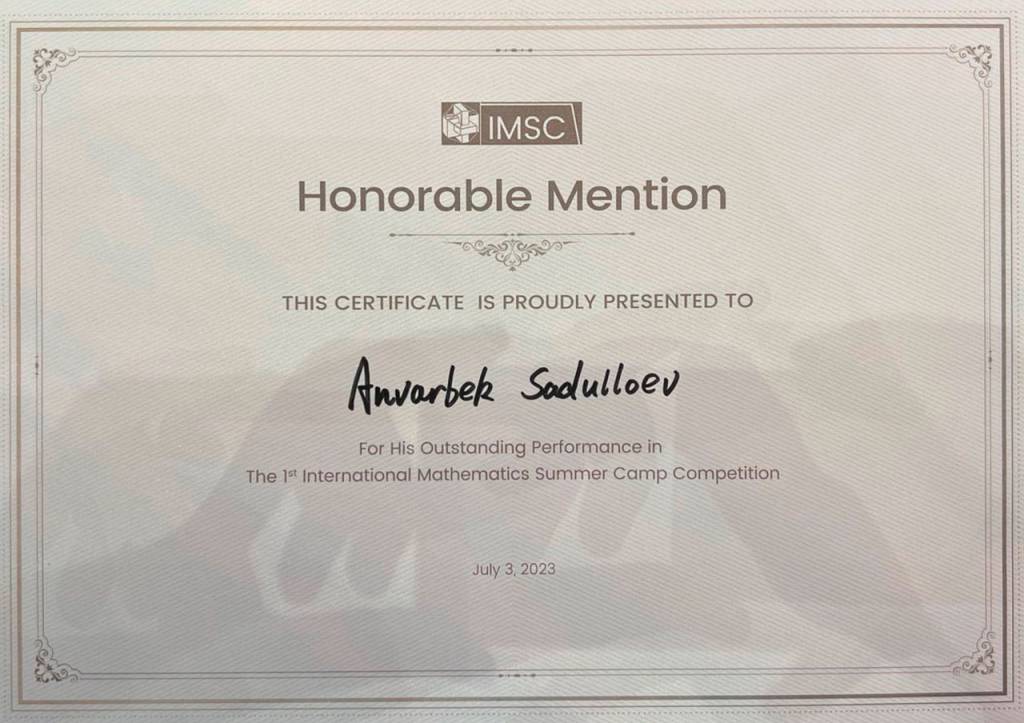 IMSC
Honorable Mention
THIS CERTIFICATE IS PROUDLY PRESENTED TO
Anvarbek Sadulloev
For His Outstanding Performance in
The 1st International Mathematics Summer Camp Competition
July 3, 2023